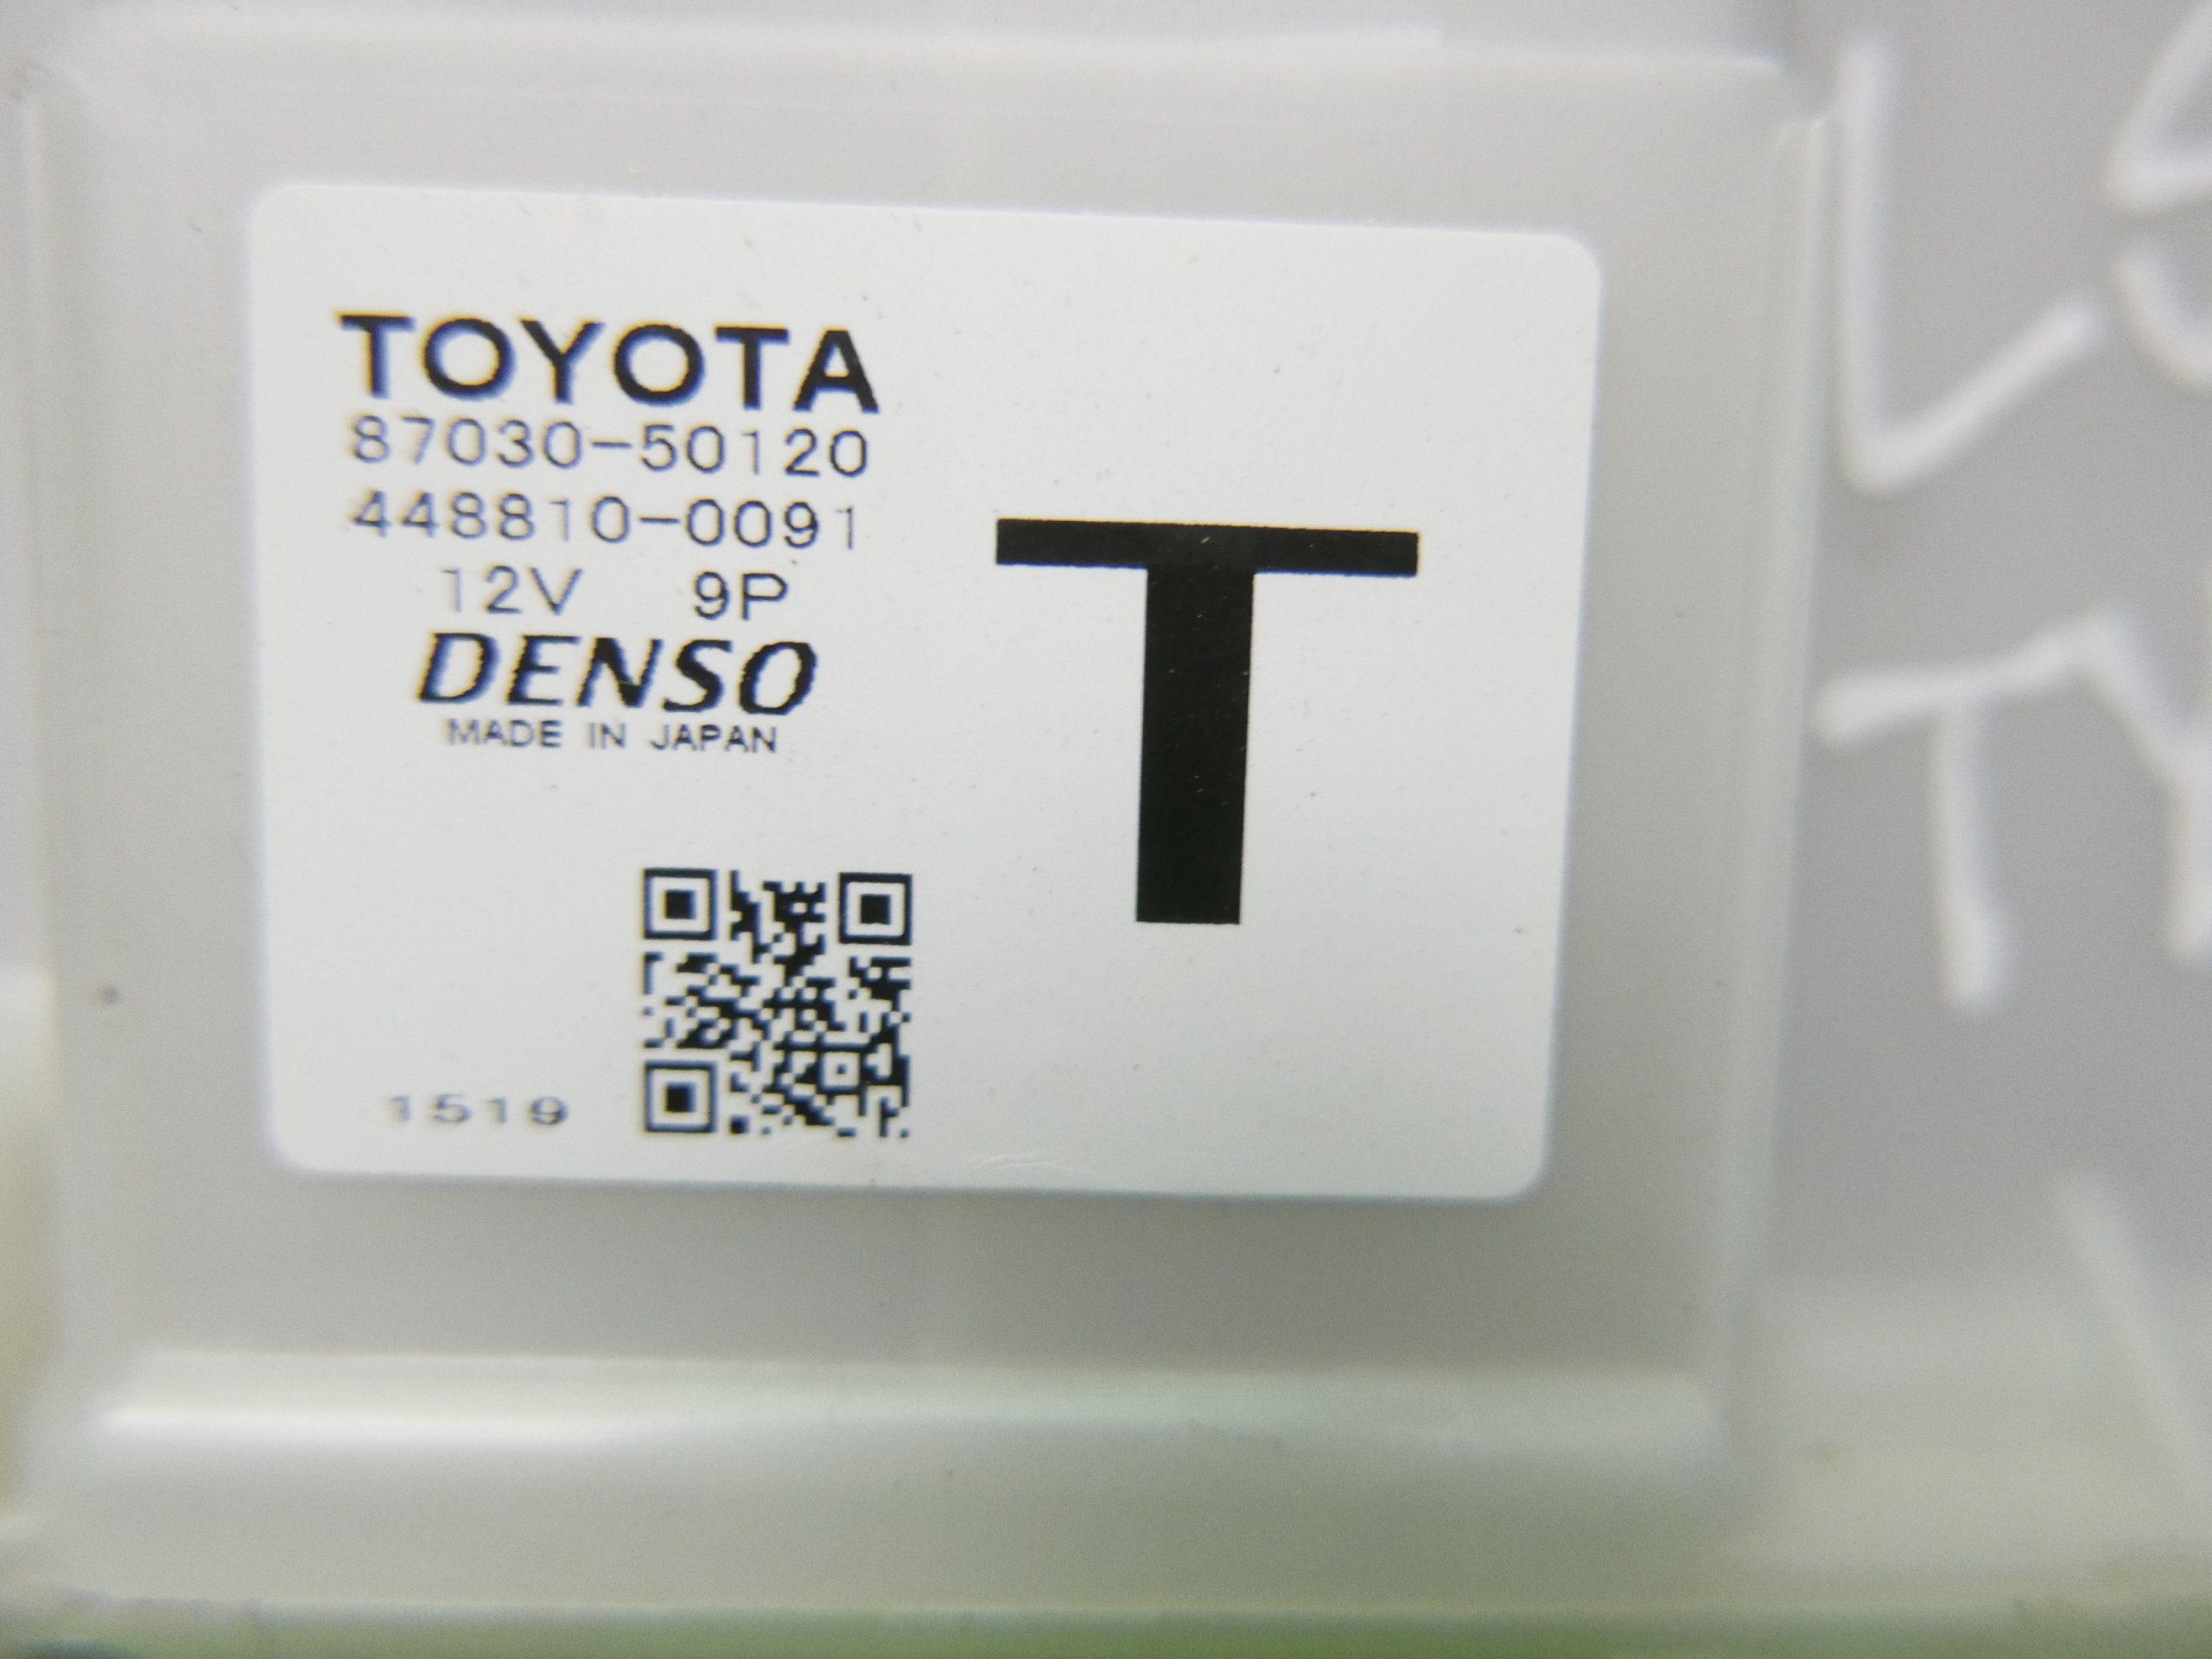 TOYOTA
87030-50120
448810-0091
12V 9P
DENSO
MADE IN JAPAN
T
1519